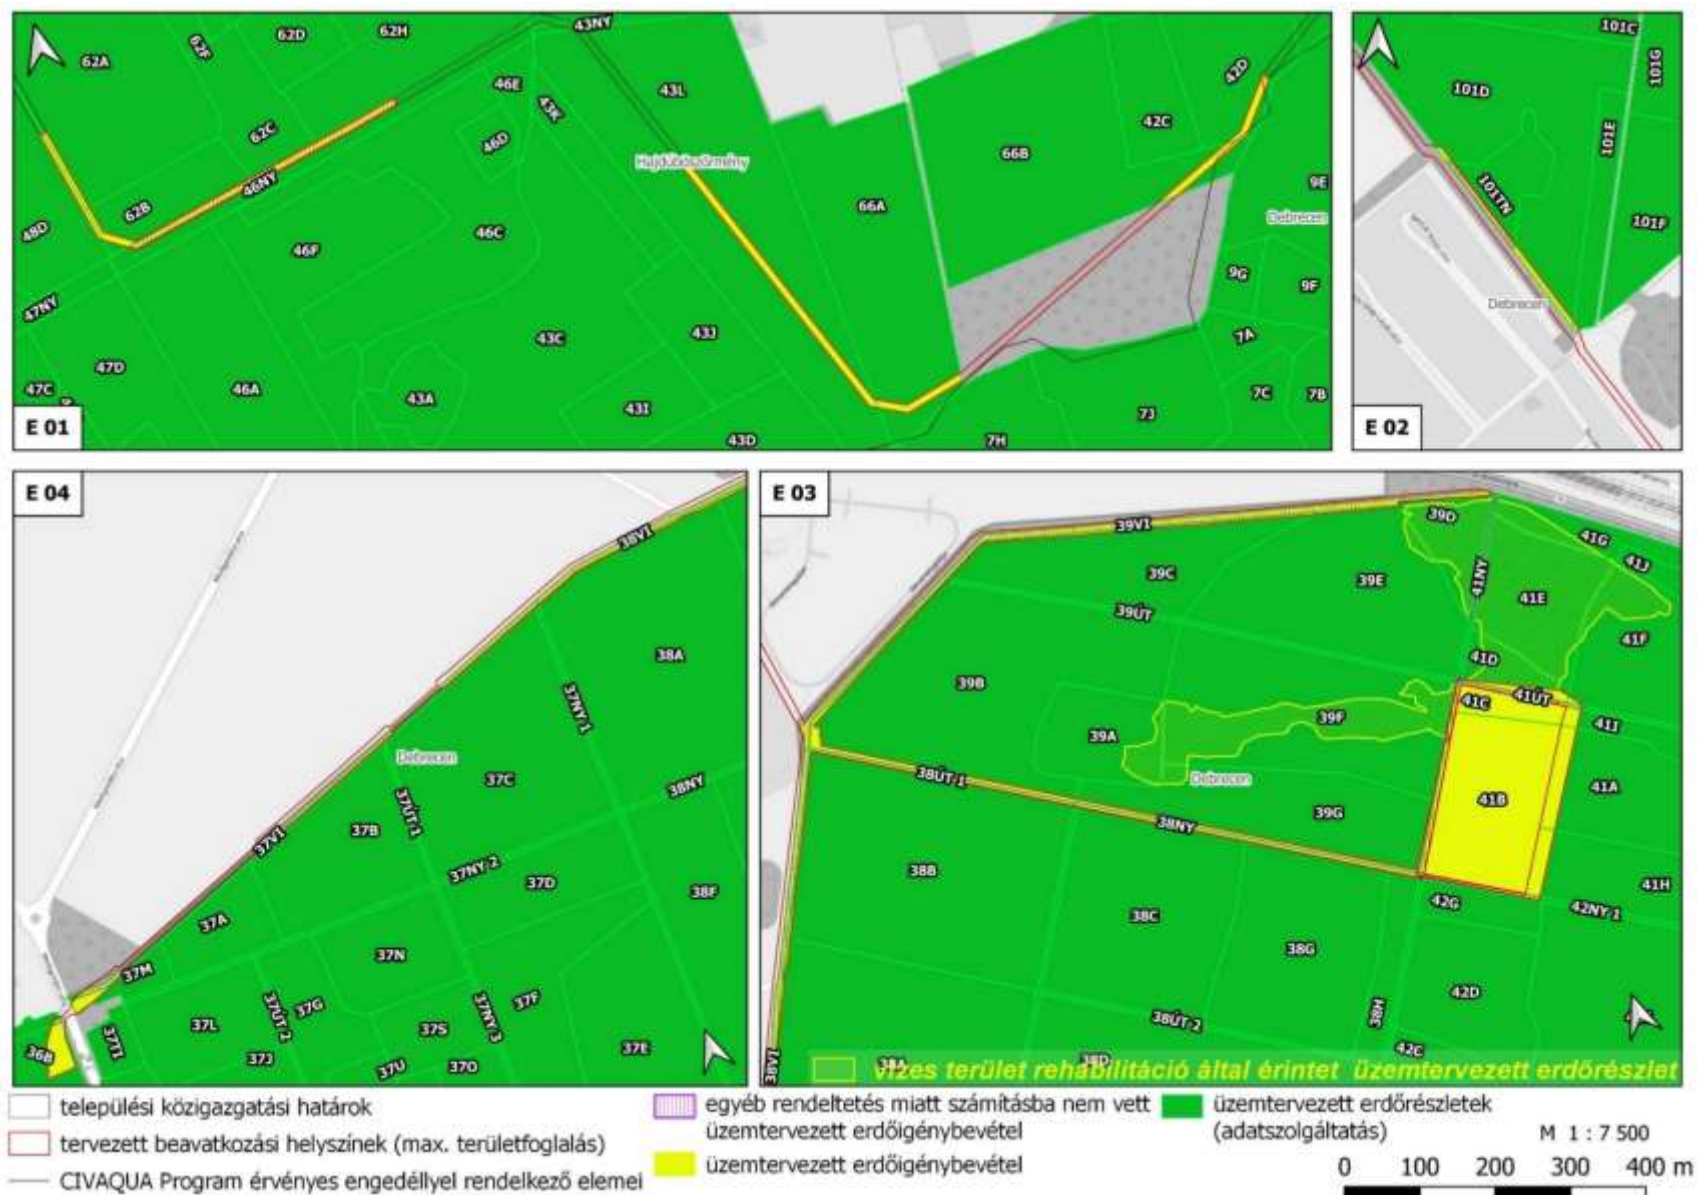 62A
62F
62D
62H
43NY
46E
43K
43L
62C
46D
42D
42C
66B
Hajdúböszörmény
46NY
62B
66A
9E
Debrecen
48D
46F
46C
9G
9F
47NY
43C
43J
7A
47D
47C
46A
43A
43I
7C
7B
7J
E 01
43D
7H
101C
101G
101D
101E
101TN
101F
Debrecen
E 02
E 04
38VI
38A
37NY 1
Debrecen
37C
38NY
37ÚT 1
37B
37VI
37NY 2
37D
38F
37A
37N
37M
37F
37G
37ÚT 2
37L
37S
37NY 3
37TI
36B
37J
37U
37O
37E
E 03
39VI
39D
41G
41J
39C
39E
41NY
41E
39ÚT
41F
41D
39B
41C
41ÚT
39F
41I
39A
38ÚT 1
Debrecen
41A
41B
38NY
39G
38B
41H
42G
42NY 1
38C
38G
42D
38H
38ÚT 2
42C
38VI
38A
38D
vizes terület rehabilitáció által érintet üzemtervezett erdőrészlet
települési közigazgatási határok
tervezett beavatkozási helyszínek (max. területfoglalás)
CIVAQUA Program érvényes engedéllyel rendelkező elemei
egyéb rendeltetés miatt számításba nem vett
üzemtervezett erdőigénybevétel
üzemtervezett erdőigénybevétel
üzemtervezett erdőrészletek
(adatszolgáltatás)
M 1 : 7 500
0 100 200 300 400 m